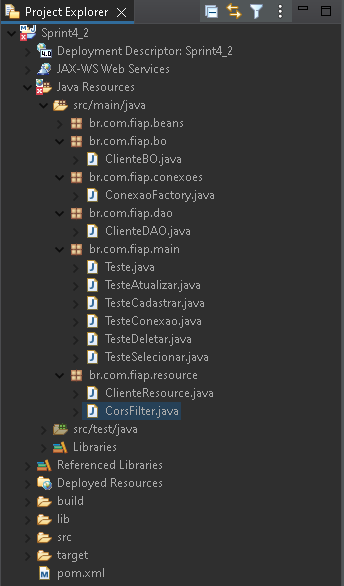 Project Explorer
Sprint4_2
Deployment Descriptor: Sprint4_2
JAX-WS Web Services
Java Resources
src/main/java
br.com.fiap.beans
br.com.fiap.bo
ClienteBO.java
br.com.fiap.conexoes
ConexaoFactory.java
br.com.fiap.dao
ClienteDAO.java
br.com.fiap.main
Teste.java
TesteAtualizar.java
TesteCadastrar.java
TesteConexao.java
TesteDeletar.java
TesteSelecionar.java
br.com.fiap.resource
ClienteResource.java
CorsFilter.java
src/test/java
Libraries
Referenced Libraries
Deployed Resources
build
lib
src
target
pom.xml